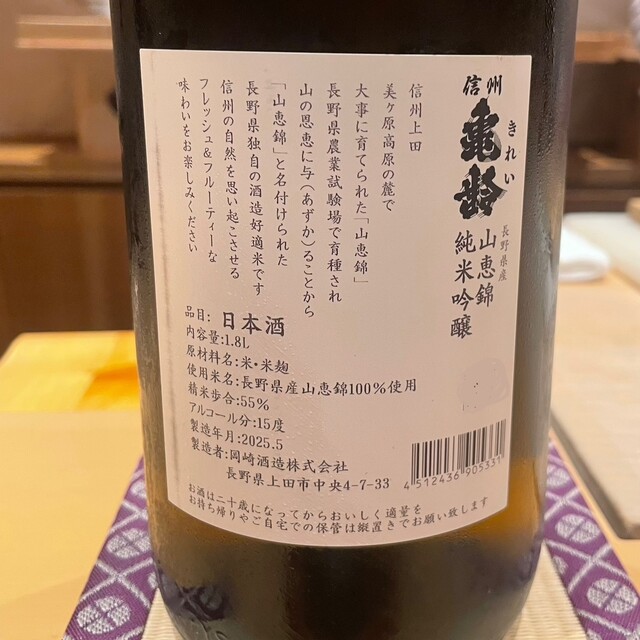 信州
亀齢
きれい
長野県産
山恵錦
純米吟醸
信州上田
美ヶ原高原の麓で
大事に育てられた「山恵錦」
長野県農業試験場で育種され
山の恩恵に与(あずか)ることから
「山恵錦」と名付けられた
長野県独自の酒造好適米です
信州の自然を思い起こさせる
フレッシュ&フルーティーな
味わいをお楽しみください
品目:日本酒
内容量:1.8L
原材料名:米・米麹
使用米名:長野県産山恵錦100%使用
精米歩合:55%
アルコール分:15度
製造年月:2025.5
製造者:岡崎酒造株式会社
長野県上田市中央4-7-33
4512436905331
お酒は二十歳になってからおいしく適量を
お持ち帰りやご自宅での保管は縦置きでお願い致します